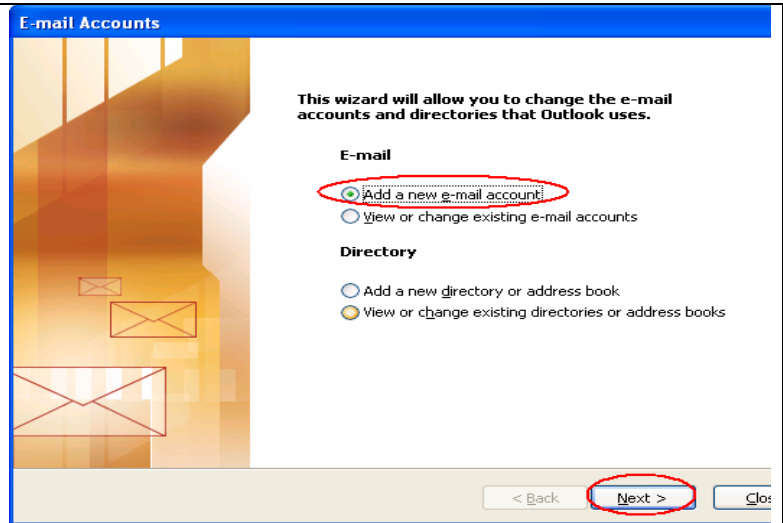 E-mail Accounts
This wizard will allow you to change the e-mail
accounts and directories that Outlook uses.
E-mail
Add a new e-mail account
View or change existing e-mail accounts
Directory
Add a new directory or address book
View or change existing directories or address books
< Back Next > Clos